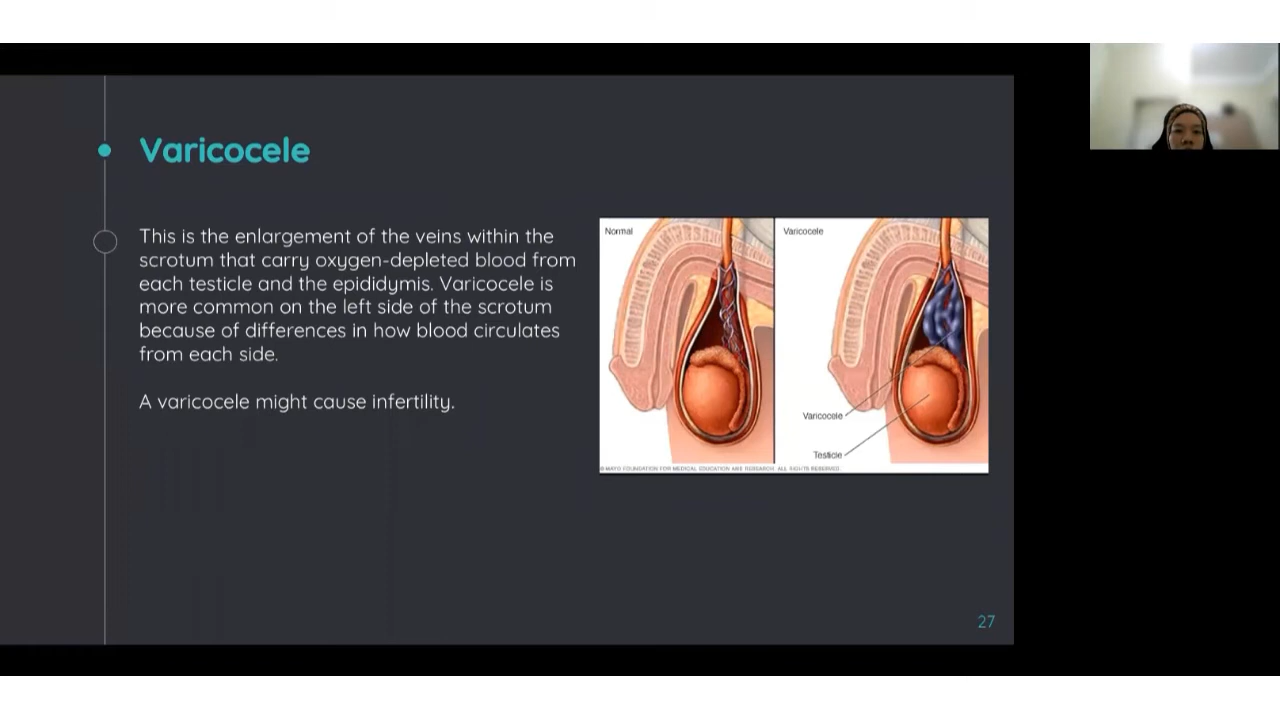 Varicocele
This is the enlargement of the veins within the
scrotum that carry oxygen-depleted blood from
each testicle and the epididymis. Varicocele is
more common on the left side of the scrotum
because of differences in how blood circulates
from each side.
A varicocele might cause infertility.
Normal
Varicocele
Varicocele
Testicle
© MAYO FOUNDATION FOR MEDICAL EDUCATION AND RESEARCH. ALL RIGHTS RESERVED.
27